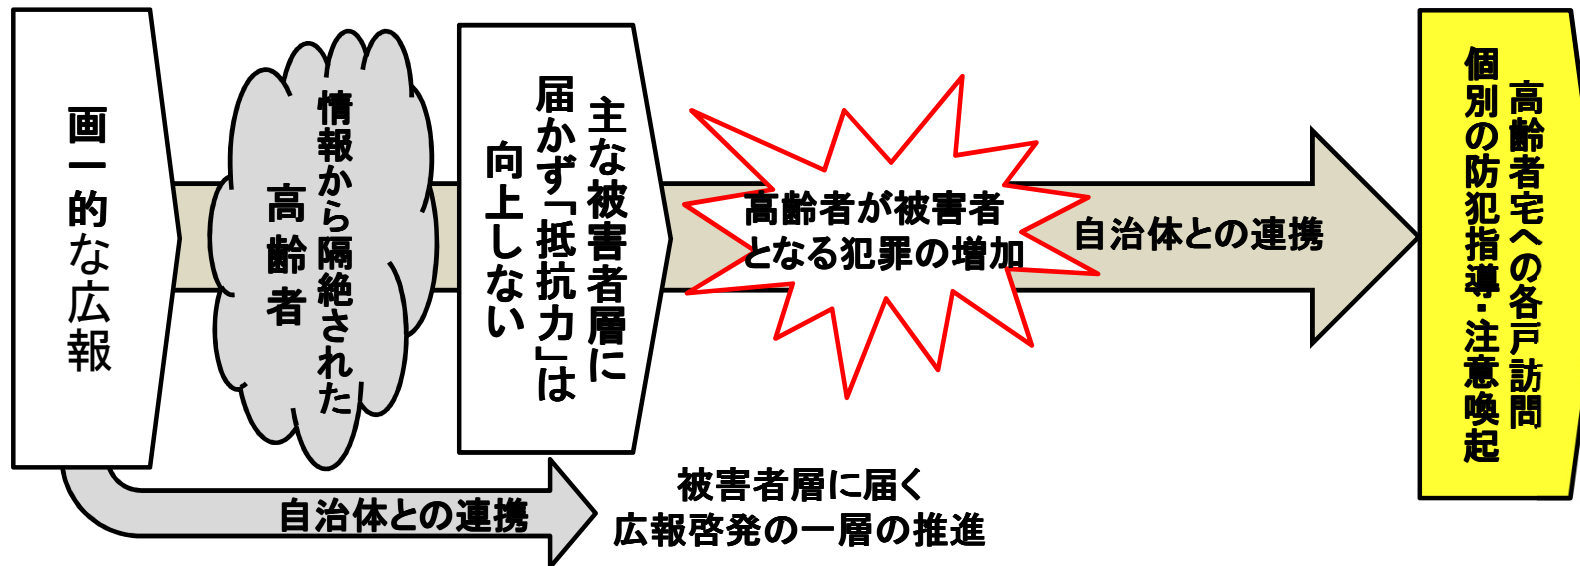 画一的な広報
情報から隔絶された
高齢者
主な被害者層に
届かず「抵抗力」は
向上しない
高齢者が被害者
となる犯罪の増加
自治体との連携
高齢者宅への各戸訪問
個別の防犯指導・注意喚起
自治体との連携
被害者層に届く
広報啓発の一層の推進